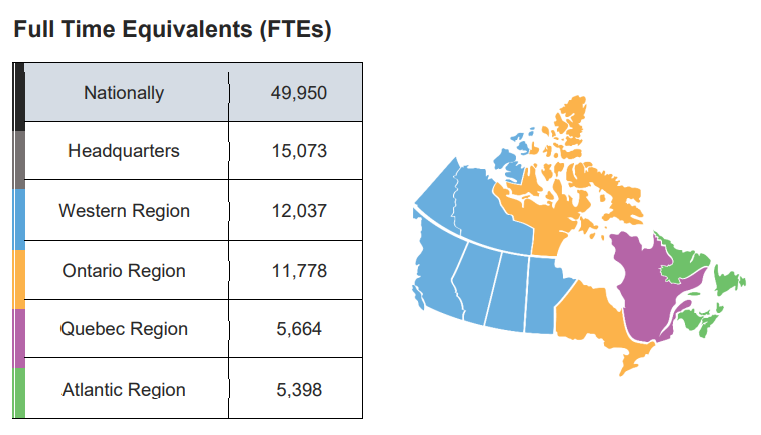 Full Time Equivalents (FTEs)
Nationally 49,950
Headquarters 15,073
Western Region 12,037
Ontario Region 11,778
Quebec Region 5,664
Atlantic Region 5,398